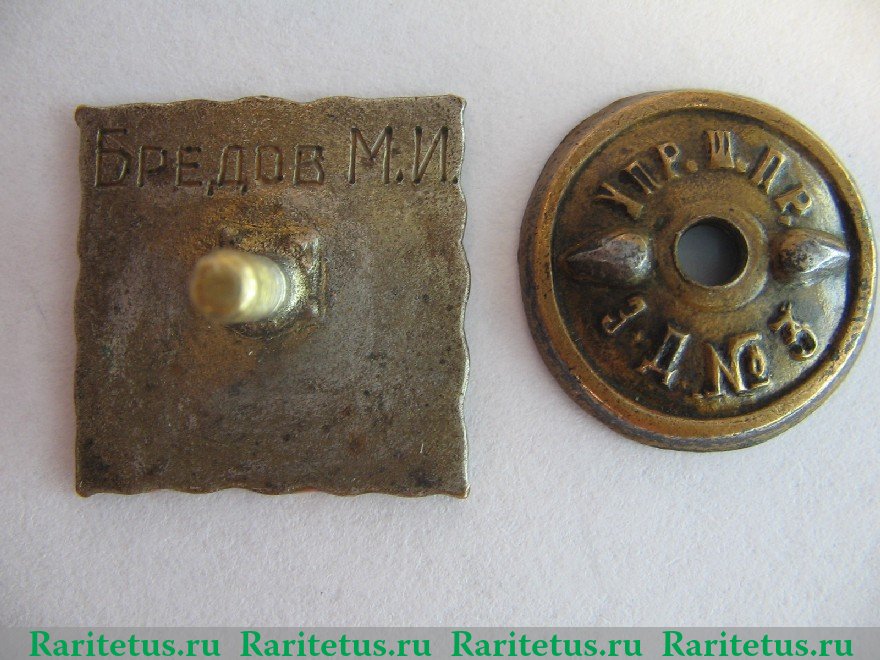 БРЕДОВ М.И.
УПР. Ш. ПР
З. Д. № 3
Raritetus.ru Raritetus.ru Raritetus.ru Raritetus.ru